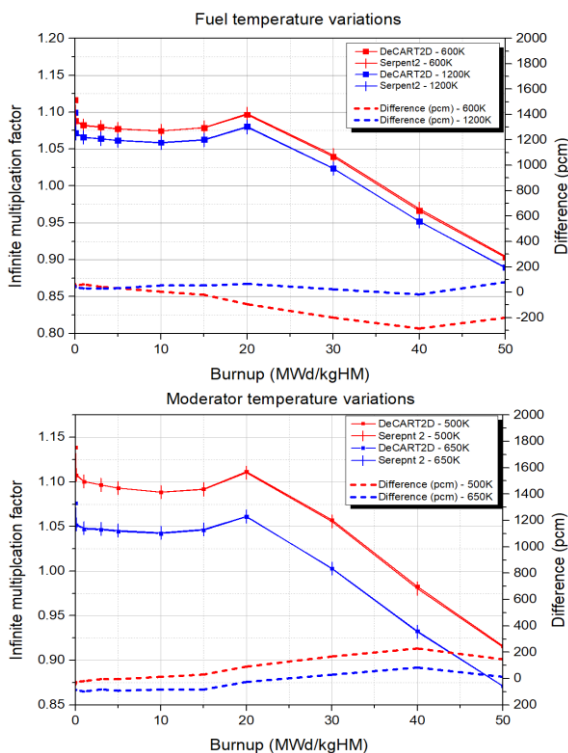 Fuel temperature variations
DeCART2D - 600K
Serpent2 - 600K
DeCART2D - 1200K
Serpent2 - 1200K
Difference (pcm) - 600K
Difference (pcm) - 1200K
Infinite multiplcation factor
1.20
1.15
1.10
1.05
1.00
0.95
0.90
0.85
0.80
2000
1800
1600
1400
1200
1000
800
600
400
200
0
-200
Difference (pcm)
0 10 20 30 40 50
Burnup (MWd/kgHM)
Moderator temperature variations
DeCART2D - 500K
Serepnt 2 - 500K
DeCART2D - 650K
Serepnt 2 - 650K
Difference (pcm) - 500K
Difference (pcm) - 650K
Infinite multiplcation factor
1.15
1.10
1.05
1.00
0.95
0.90
0.85
2000
1800
1600
1400
1200
1000
800
600
400
200
0
-200
Difference (pcm)
0 10 20 30 40 50
Burnup (MWd/kgHM)